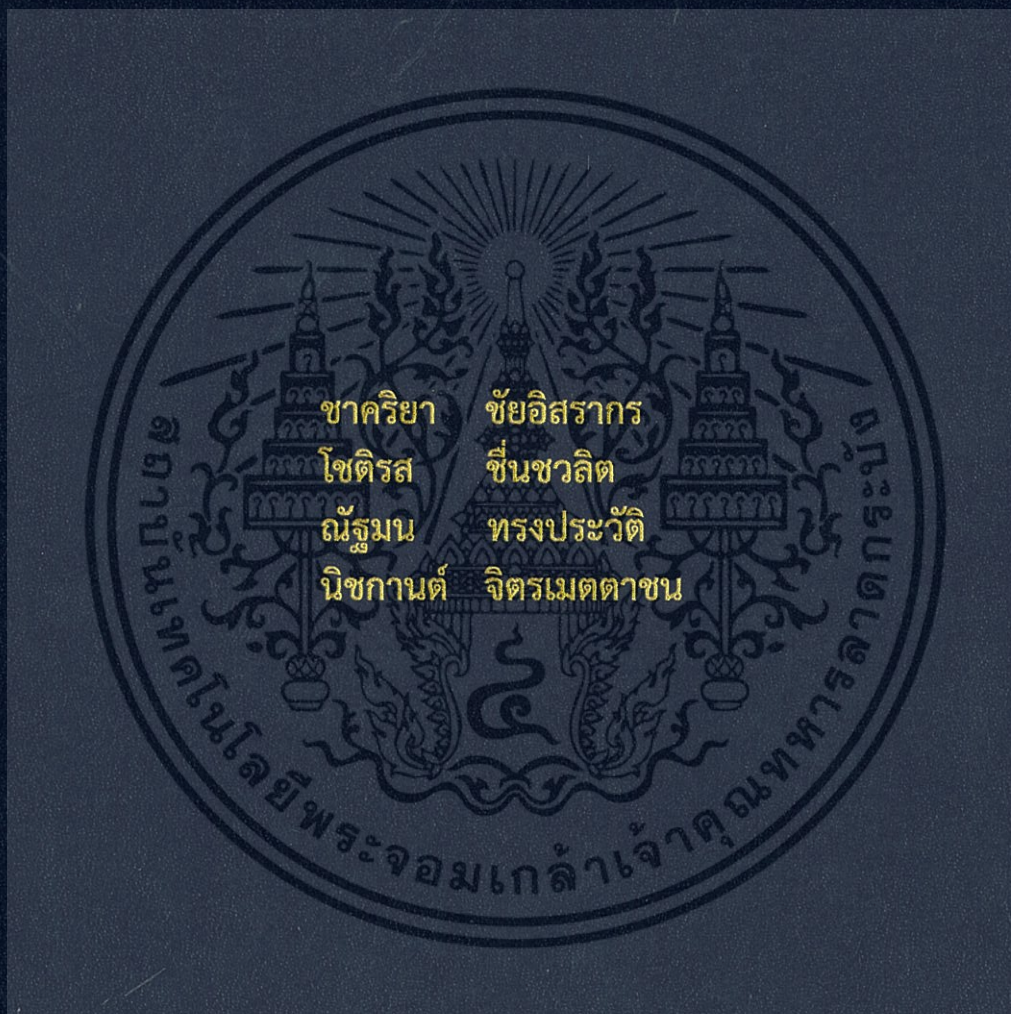 ชาคริยา ชัยอิสรากร
โชติรส ชื่นชวลิต
ณัฐมน ทรงประวัติ
นิชกานต์ จิตรเมตตาชน
๔
สถาบันเทคโนโลยีพระจอมเกล้าเจ้าคุณทหารลาดกระบัง